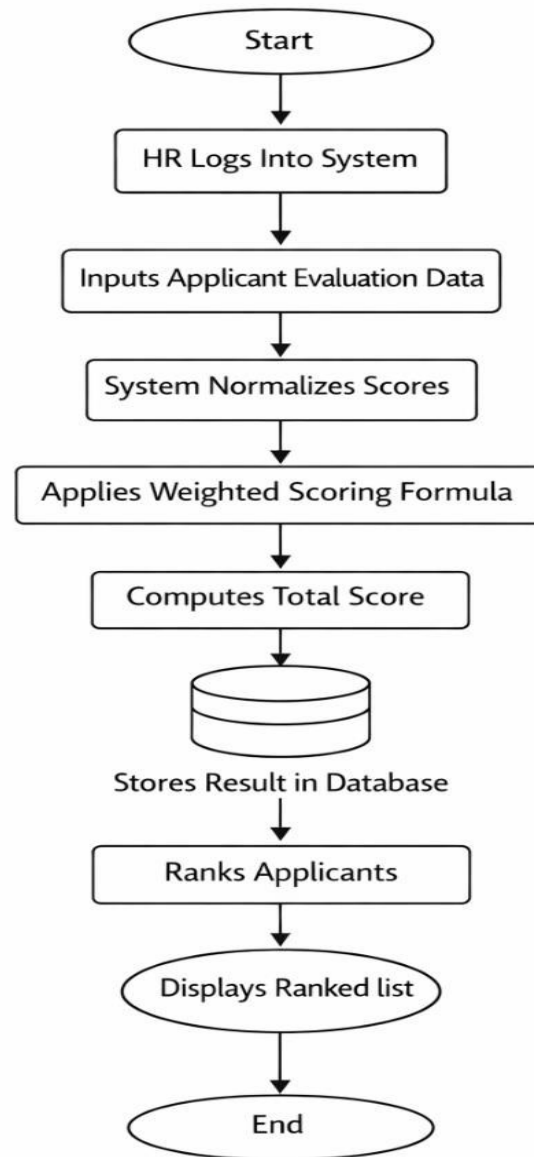 Start
HR Logs Into System
Inputs Applicant Evaluation Data
System Normalizes Scores
Applies Weighted Scoring Formula
Computes Total Score
Stores Result in Database
Ranks Applicants
Displays Ranked list
End